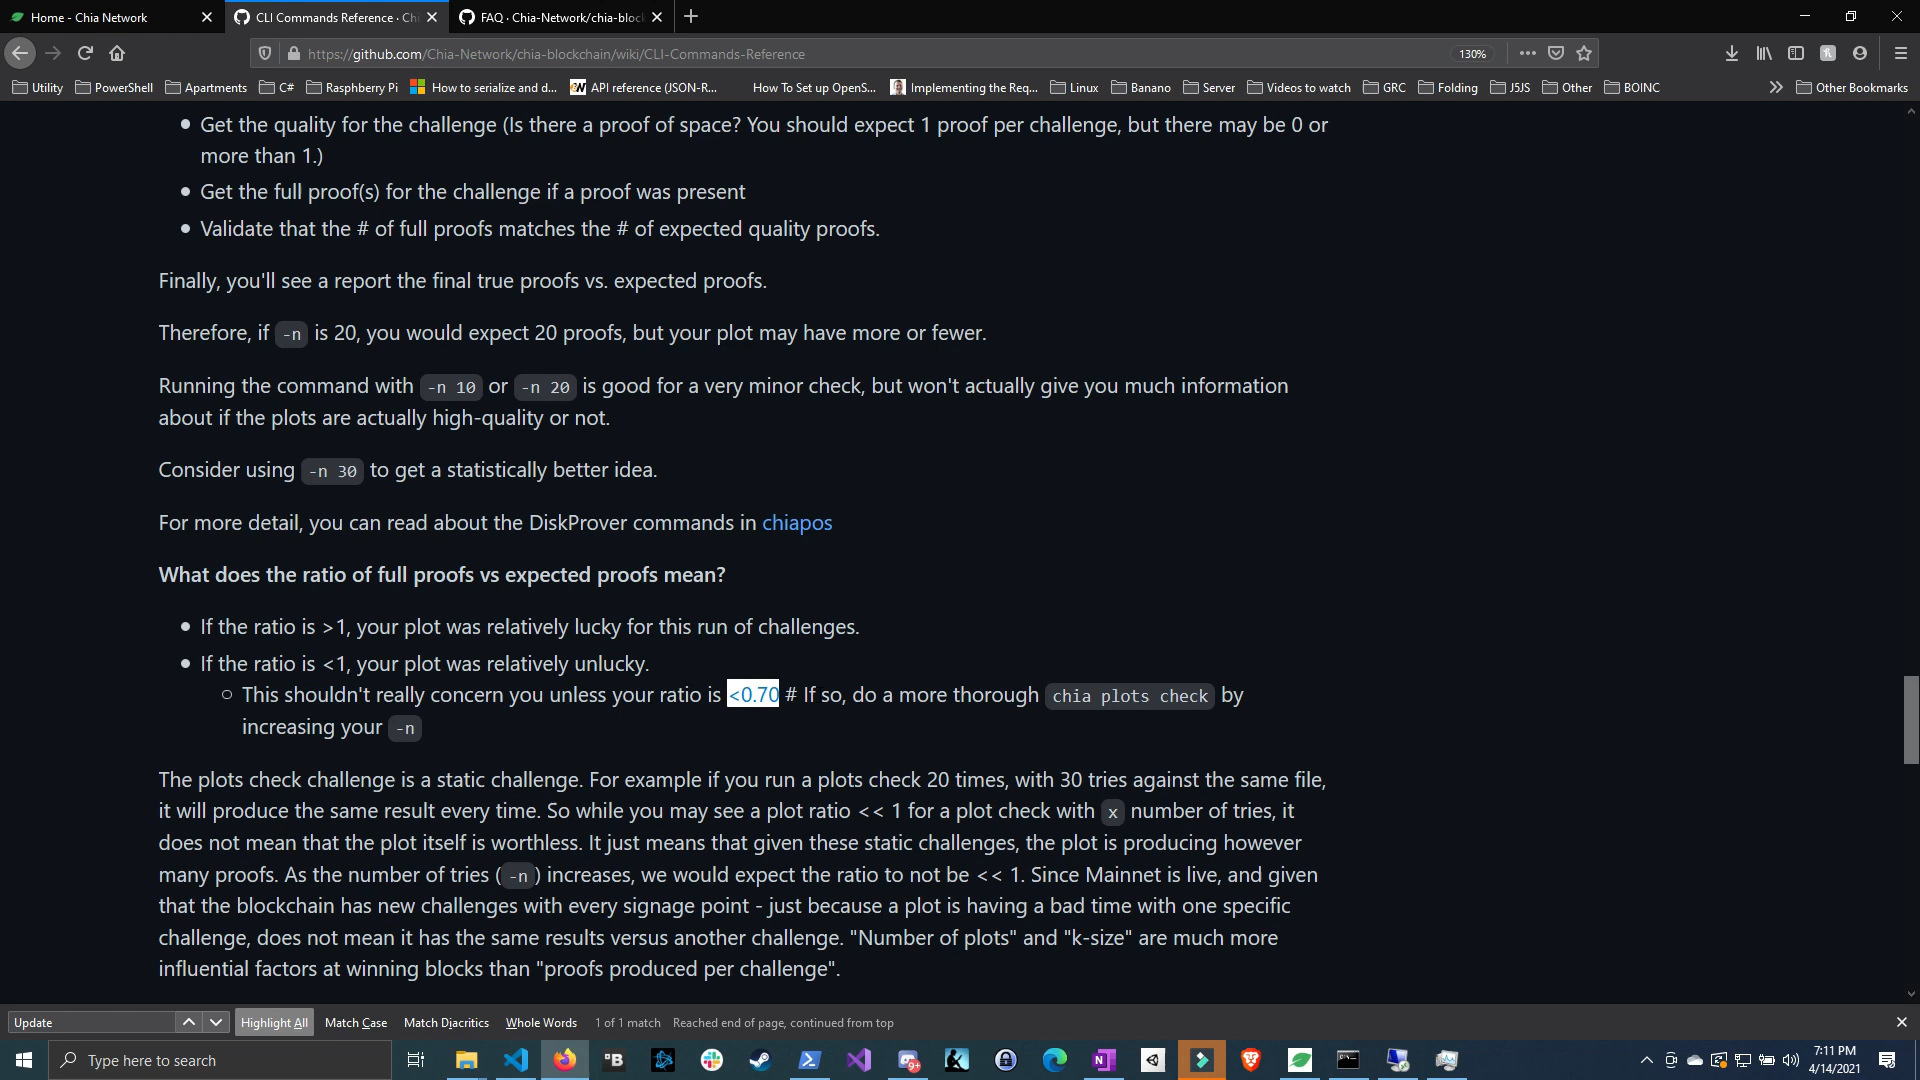 Home - Chia Network
CLI Commands Reference · Chi
FAQ · Chia-Network/chia-bloc
https://github.com/Chia-Network/chia-blockchain/wiki/CLI-Commands-Reference
130%
Utility PowerShell Apartments C# Raspberry Pi How to serialize and d... API reference (JSON-R... How To Set up OpenS... Implementing the Req... Linux Banano Server Videos to watch GRC Folding JSJS Other BOINC Other Bookmarks
Get the quality for the challenge (Is there a proof of space? You should expect 1 proof per challenge, but there may be 0 or
more than 1.)
Get the full proof(s) for the challenge if a proof was present
Validate that the # of full proofs matches the # of expected quality proofs.
Finally, you'll see a report the final true proofs vs. expected proofs.
Therefore, if -n is 20, you would expect 20 proofs, but your plot may have more or fewer.
Running the command with -n 10 or -n 20 is good for a very minor check, but won't actually give you much information
about if the plots are actually high-quality or not.
Consider using -n 30 to get a statistically better idea.
For more detail, you can read about the DiskProver commands in chiapos
What does the ratio of full proofs vs expected proofs mean?
If the ratio is >1, your plot was relatively lucky for this run of challenges.
If the ratio is <1, your plot was relatively unlucky.
This shouldn't really concern you unless your ratio is <0.70 # If so, do a more thorough chia plots check by
increasing your -n
The plots check challenge is a static challenge. For example if you run a plots check 20 times, with 30 tries against the same file,
it will produce the same result every time. So while you may see a plot ratio << 1 for a plot check with x number of tries, it
does not mean that the plot itself is worthless. It just means that given these static challenges, the plot is producing however
many proofs. As the number of tries ( -n ) increases, we would expect the ratio to not be << 1. Since Mainnet is live, and given
that the blockchain has new challenges with every signage point - just because a plot is having a bad time with one specific
challenge, does not mean it has the same results versus another challenge. "Number of plots" and "k-size" are much more
influential factors at winning blocks than "proofs produced per challenge".
Update Highlight All Match Case Match Diacritics Whole Words 1 of 1 match Reached end of page, continued from top
Type here to search
7:11 PM
4/14/2021